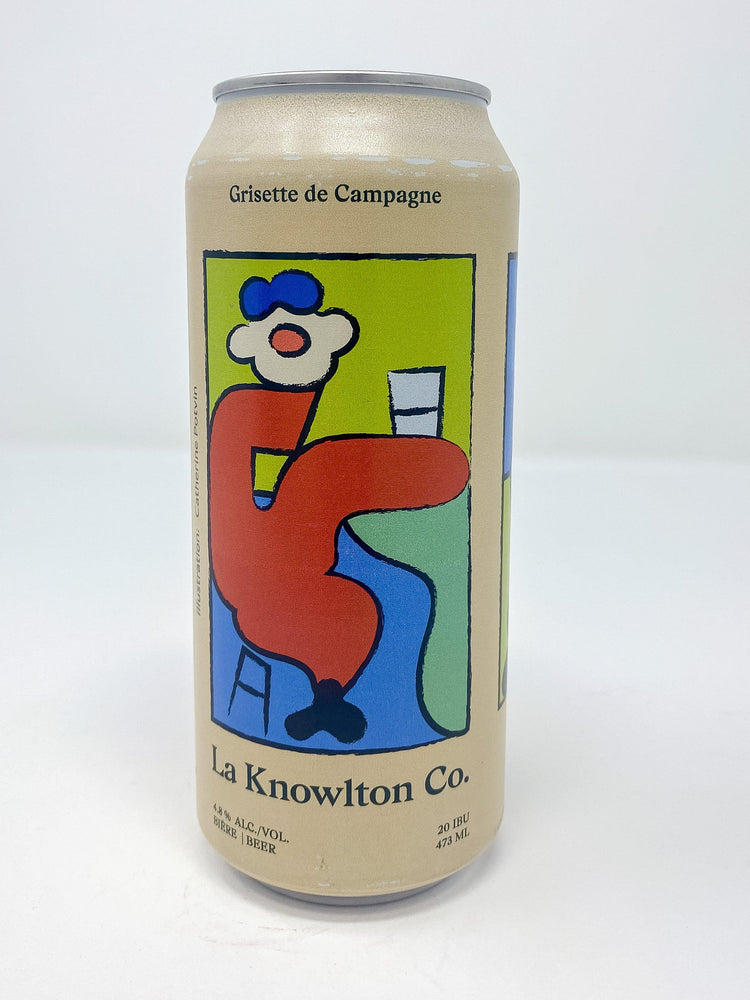 Grisette de Campagne
Illustration: Catherine Potvin
La Knowlton Co.
4.8% ALC./VOL.
BIÈRE | BEER
20 IBU
473 ML